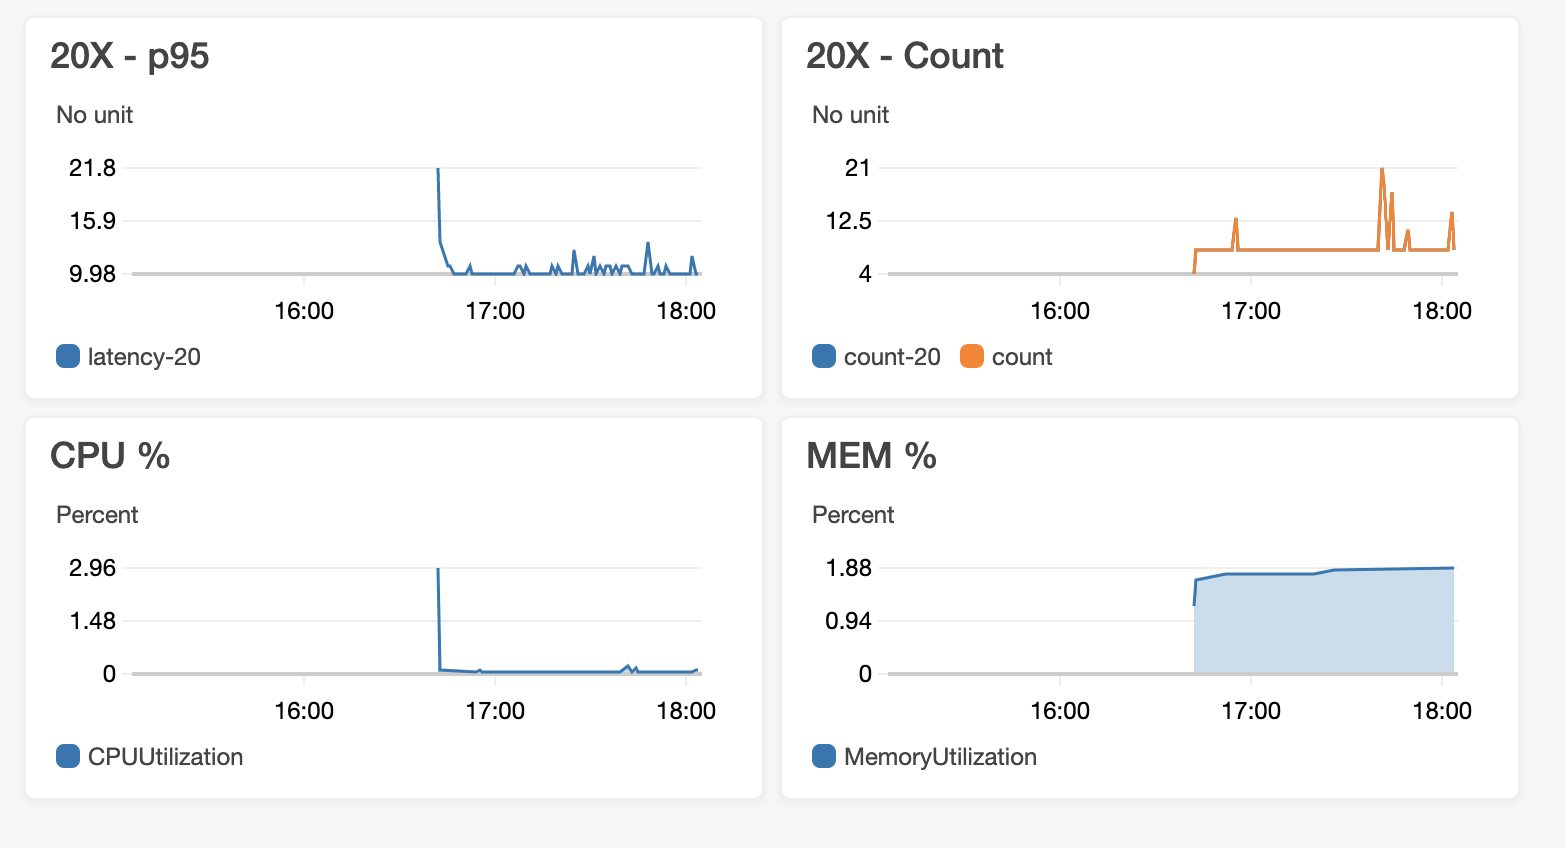 20X - p95
No unit
21.8
15.9
9.98
16:00 17:00 18:00
latency-20
20X - Count
No unit
21
12.5
4
16:00 17:00 18:00
count-20 count
CPU %
Percent
2.96
1.48
0
16:00 17:00 18:00
CPUUtilization
MEM %
Percent
1.88
0.94
0
16:00 17:00 18:00
MemoryUtilization